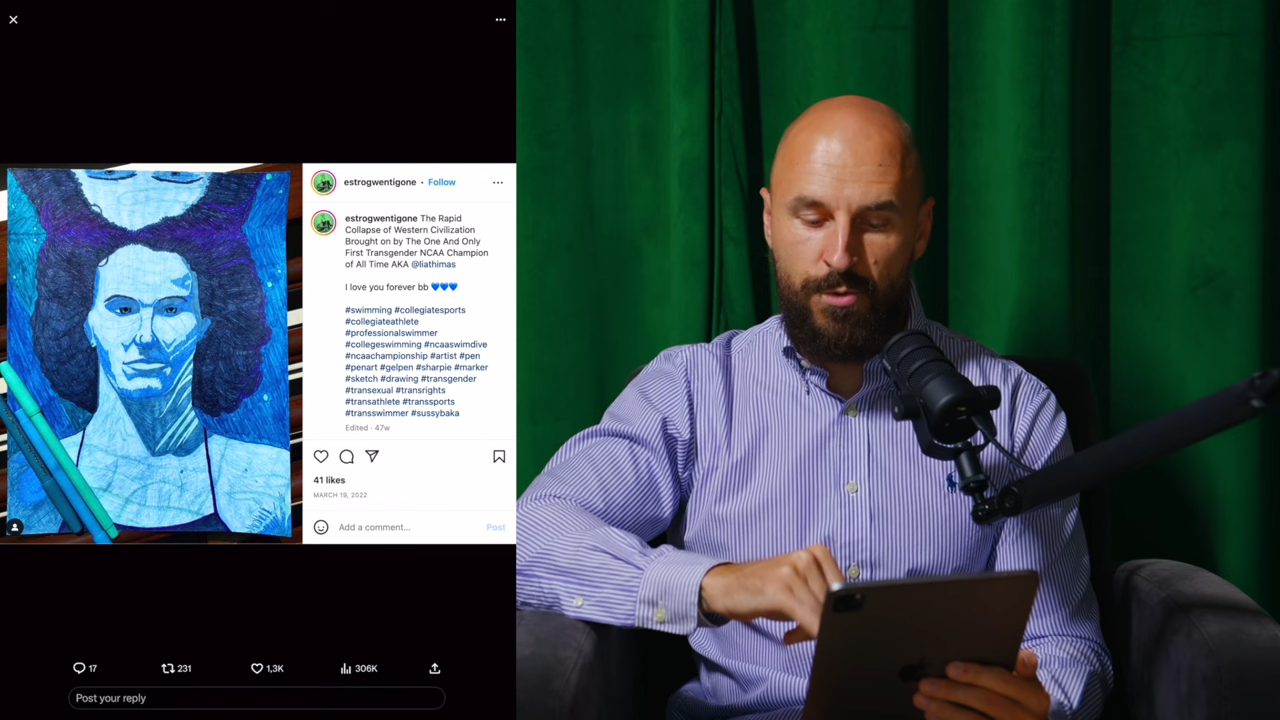 estrogwentigone • Follow
estrogwentigone The Rapid
Collapse of Western Civilization
Brought on by The One And Only
First Transgender NCAA Champion
of All Time AKA @liathimas
I love you forever bb 💙💙💙
#swimming #collegiatesports
#collegiateathlete
#professionalswimmer
#collegeswimming #ncaaswimdive
#ncaachampionship #artist #pen
#penart #gelpen #sharpie #marker
#sketch #drawing #transgender
#transexual #transrights
#transathlete #transsports
#transswimmer #sussybaka
Edited · 47w
41 likes
MARCH 19, 2022
Add a comment... Post
17 231 1,3K 306K
Post your reply